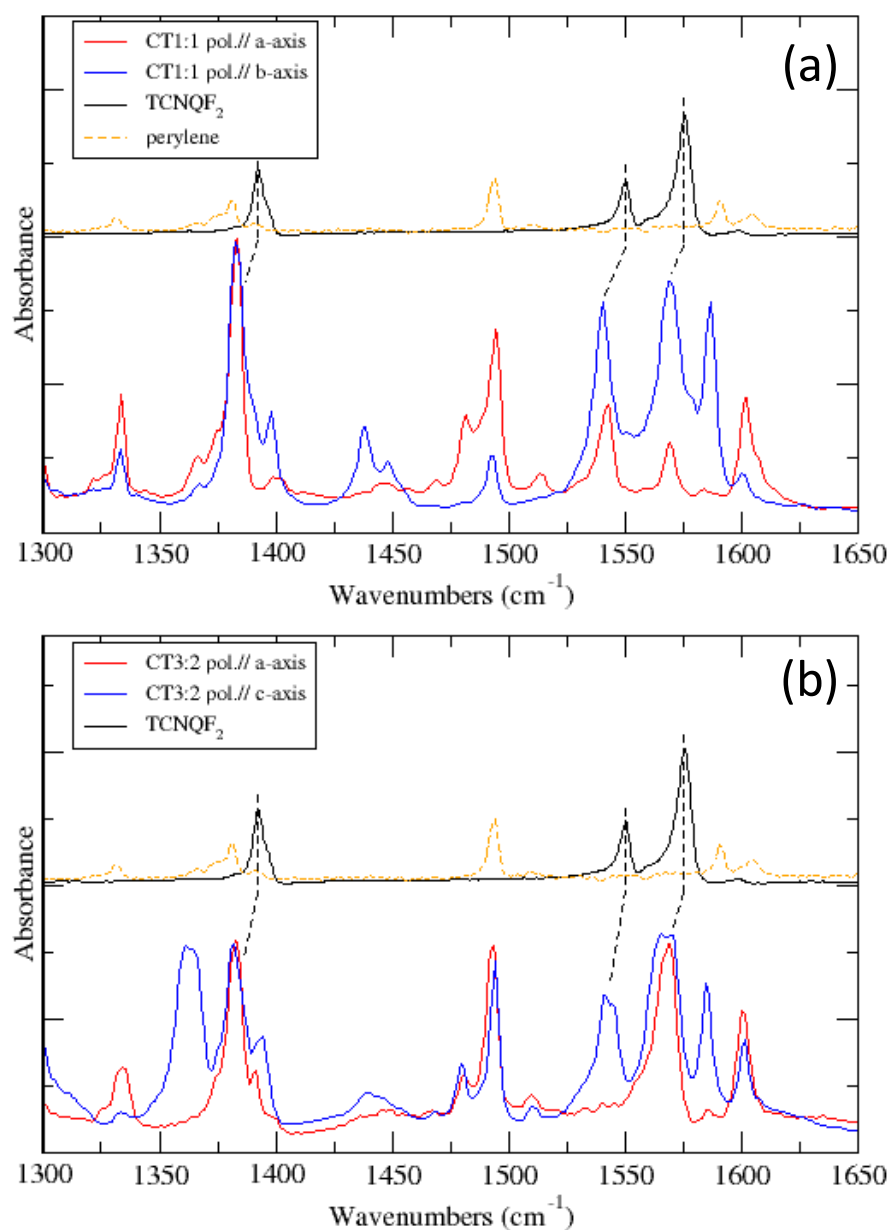 (a)
CT1:1 pol.// a-axis
CT1:1 pol.// b-axis
TCNQF₂
perylene
Absorbance
1300 1350 1400 1450 1500 1550 1600 1650
Wavenumbers (cm⁻¹)
(b)
CT3:2 pol.// a-axis
CT3:2 pol.// c-axis
TCNQF₂
Absorbance
1300 1350 1400 1450 1500 1550 1600 1650
Wavenumbers (cm⁻¹)